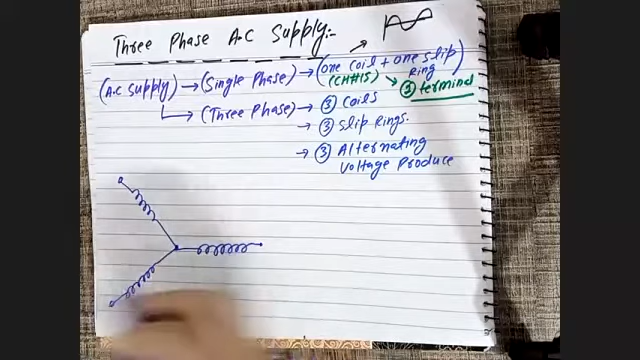 Three Phase A.C Supply:-
(A.C Supply) → (Single Phase) → (one coil + one slip Ring)
(CH#15)
③ terminal
(Three Phase) → ③ Coils
→ ③ Slip Rings.
→ ③ Alternating
Voltage Produce